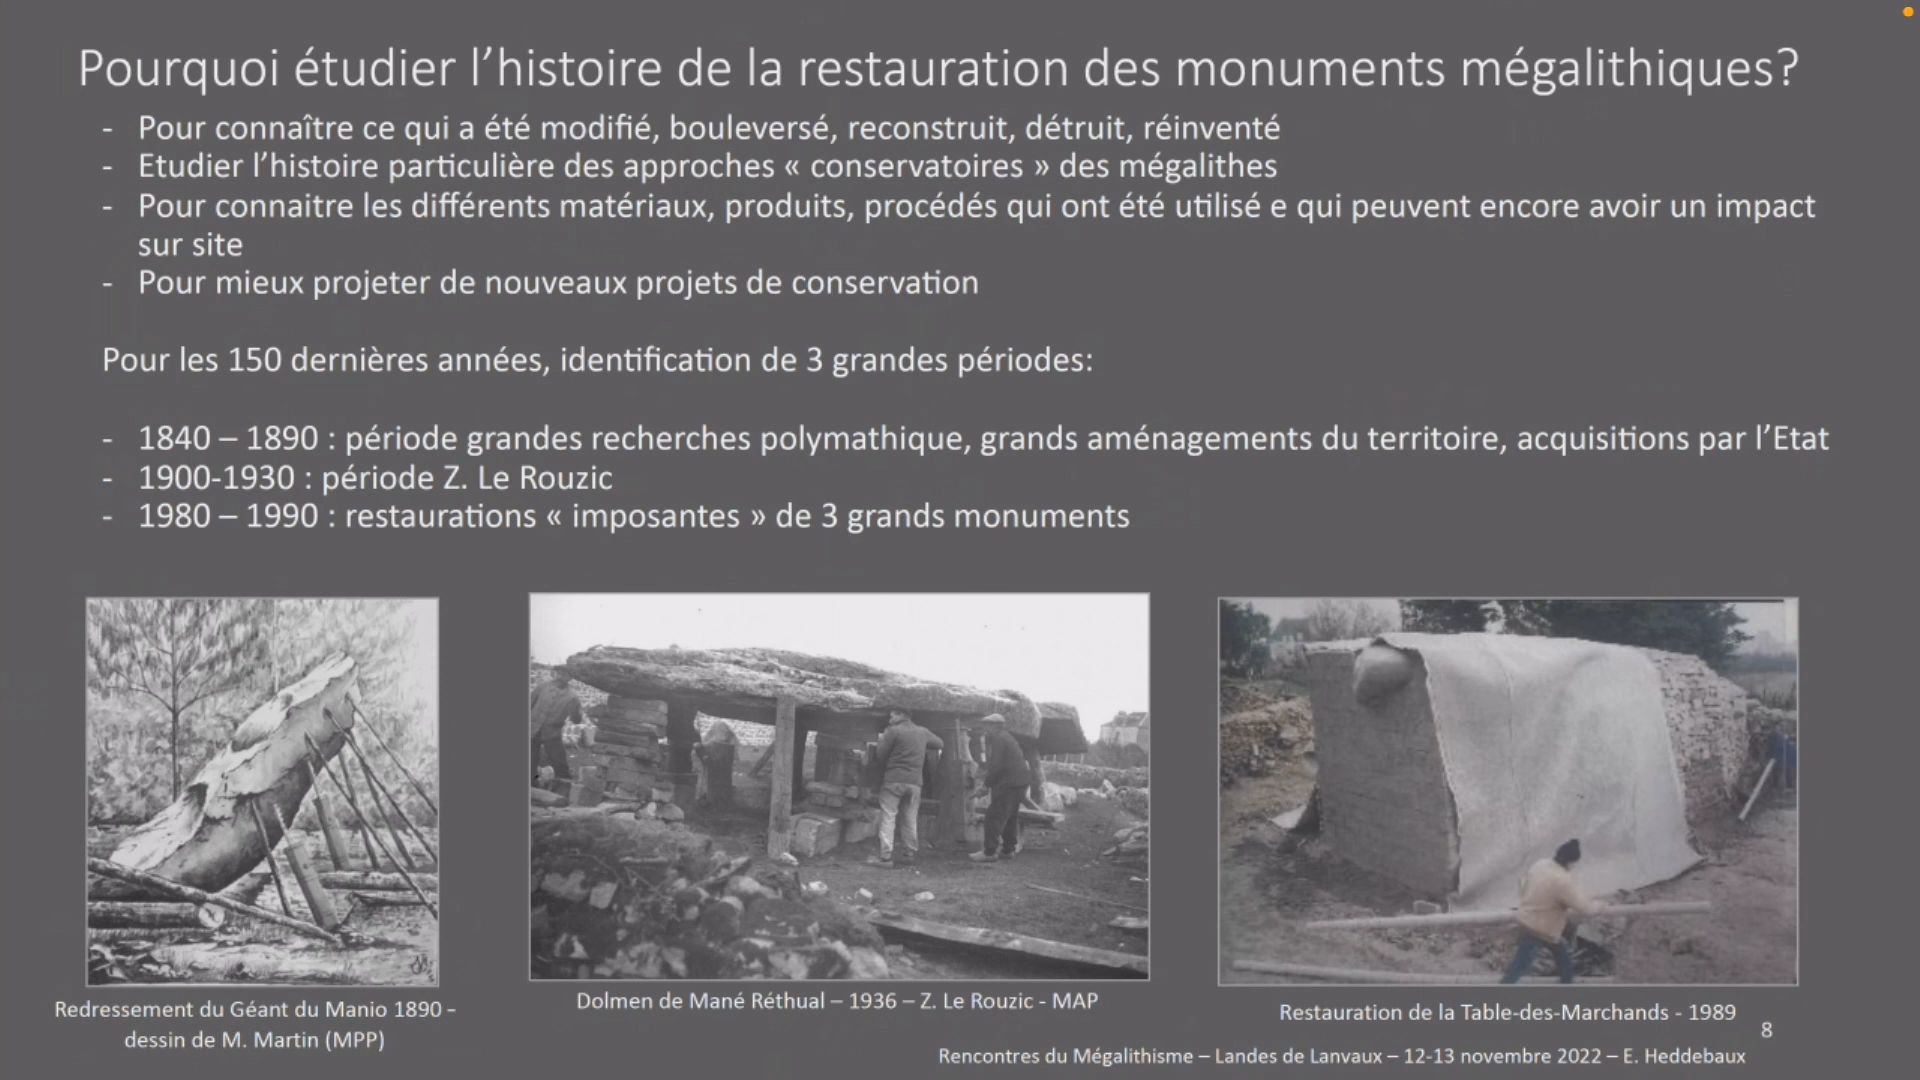 Pourquoi étudier l’histoire de la restauration des monuments mégalithiques?
- Pour connaître ce qui a été modifié, bouleversé, reconstruit, détruit, réinventé
- Etudier l’histoire particulière des approches « conservatoires » des mégalithes
- Pour connaitre les différents matériaux, produits, procédés qui ont été utilisé e qui peuvent encore avoir un impact
sur site
- Pour mieux projeter de nouveaux projets de conservation
Pour les 150 dernières années, identification de 3 grandes périodes:
- 1840 – 1890 : période grandes recherches polymathique, grands aménagements du territoire, acquisitions par l’Etat
- 1900-1930 : période Z. Le Rouzic
- 1980 – 1990 : restaurations « imposantes » de 3 grands monuments
Redressement du Géant du Manio 1890 -
dessin de M. Martin (MPP)
Dolmen de Mané Réthual – 1936 – Z. Le Rouzic - MAP
Restauration de la Table-des-Marchands - 1989
8
Rencontres du Mégalithisme – Landes de Lanvaux – 12-13 novembre 2022 – E. Heddebaux